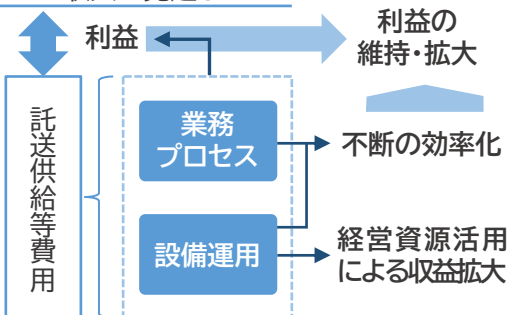 利益
利益の
維持・拡大
託送供給等費用
業務
プロセス
不断の効率化
設備運用
経営資源活用
による収益拡大